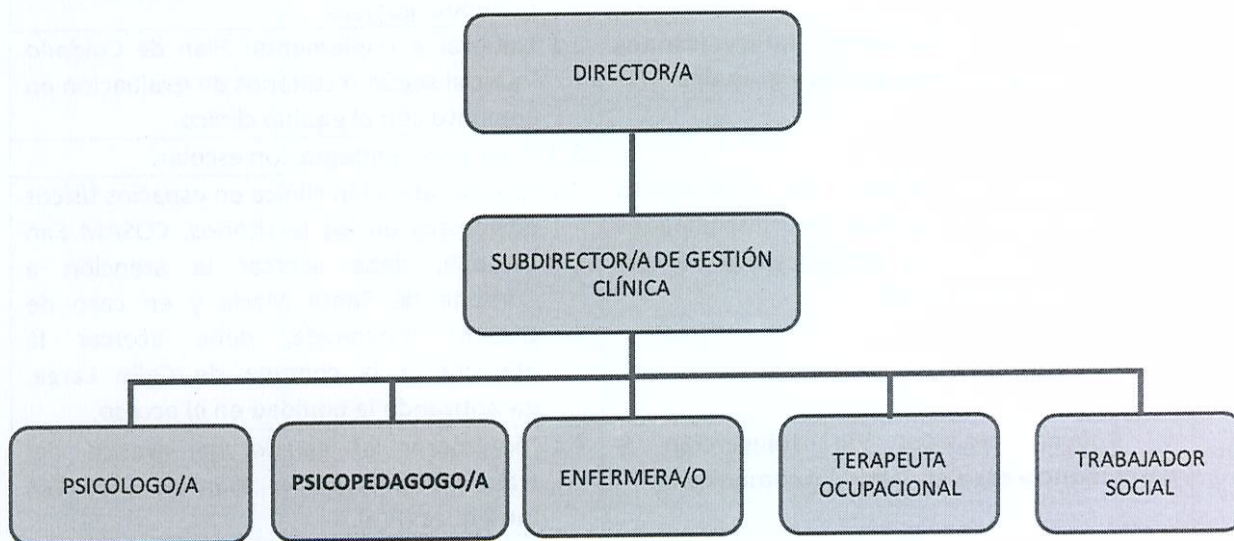 DIRECTOR/A
SUBDIRECTOR/A DE GESTIÓN
CLÍNICA
PSICOLOGO/A
PSICOPEDAGOGO/A
ENFERMERA/O
TERAPEUTA
OCUPACIONAL
TRABAJADOR
SOCIAL